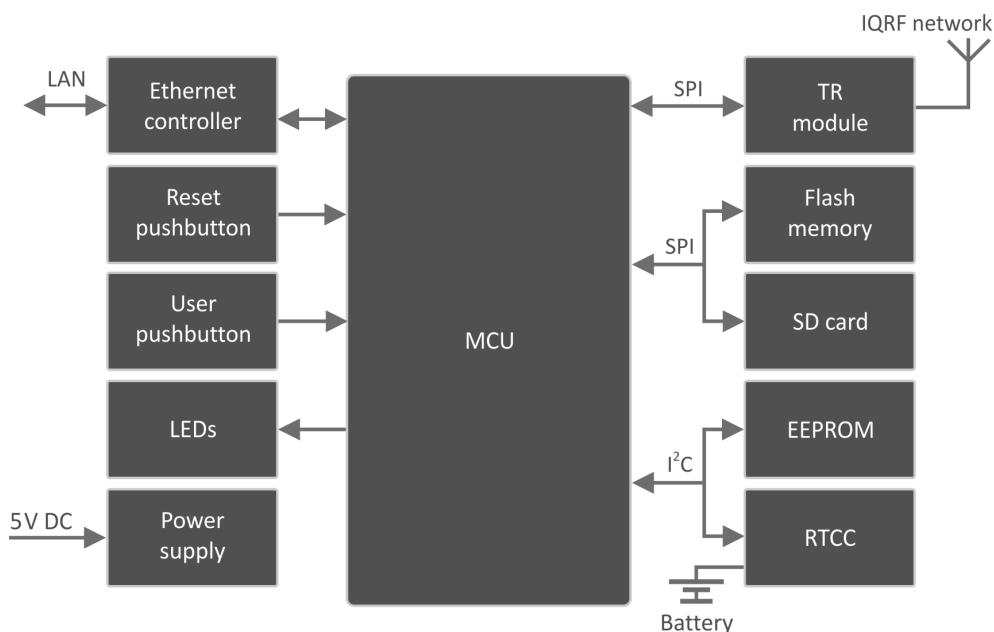 IQRF network
LAN
Ethernet
controller
SPI
TR
module
Reset
pushbutton
Flash
memory
SPI
User
pushbutton
MCU
SD card
LEDs
EEPROM
I²C
5V DC
Power
supply
RTCC
Battery